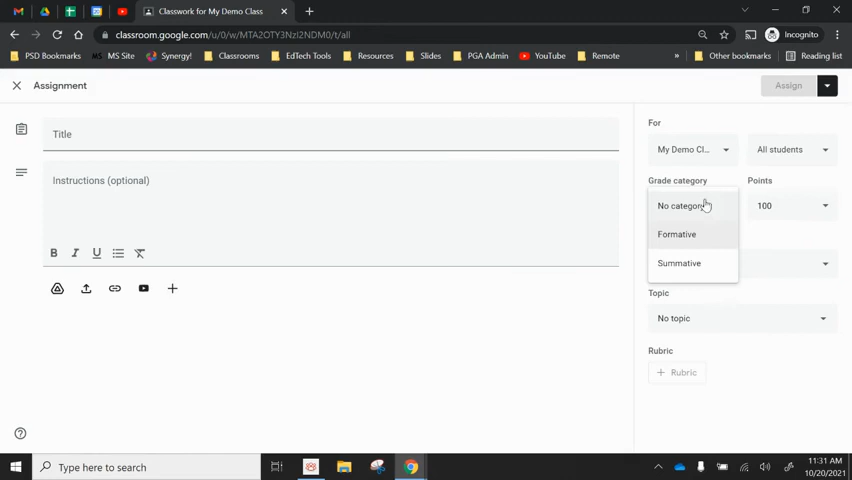 Classwork for My Demo Class
classroom.google.com/u/0/w/MTA2OTY3NzI2NDM0/t/all
Incognito
PSD Bookmarks
MS Site
Synergy!
Classrooms
EdTech Tools
Resources
Slides
PGA Admin
YouTube
Remote
»
Other bookmarks
Reading list
Assignment
Assign
Title
Instructions (optional)
B I U
For
My Demo Cl...
All students
Grade category
Points
No category
100
Formative
Summative
Topic
No topic
Rubric
+ Rubric
Type here to search
11:31 AM
10/20/2021